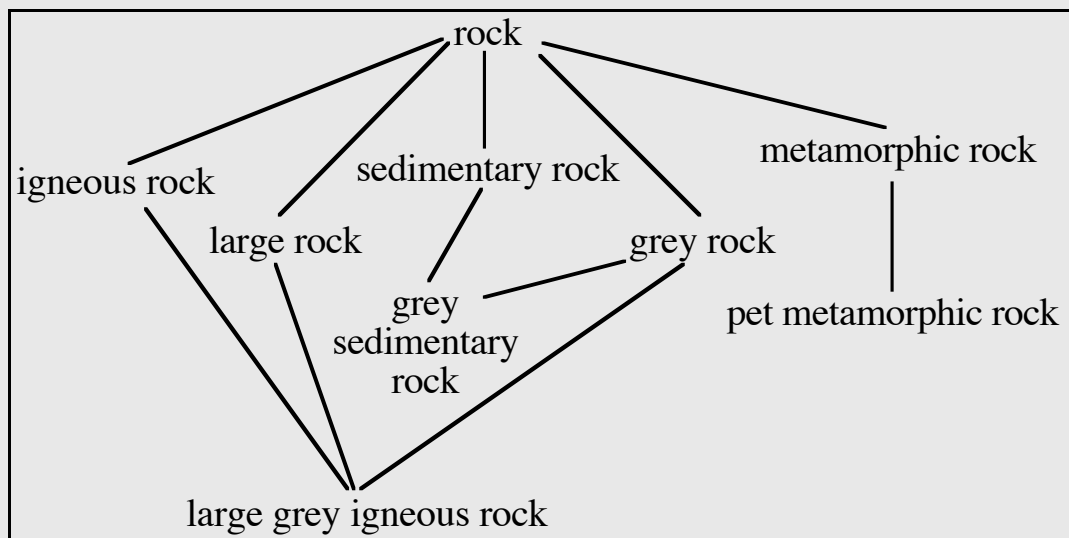 rock
metamorphic rock
sedimentary rock
igneous rock
large rock
grey rock
grey
sedimentary
rock
pet metamorphic rock
large grey igneous rock